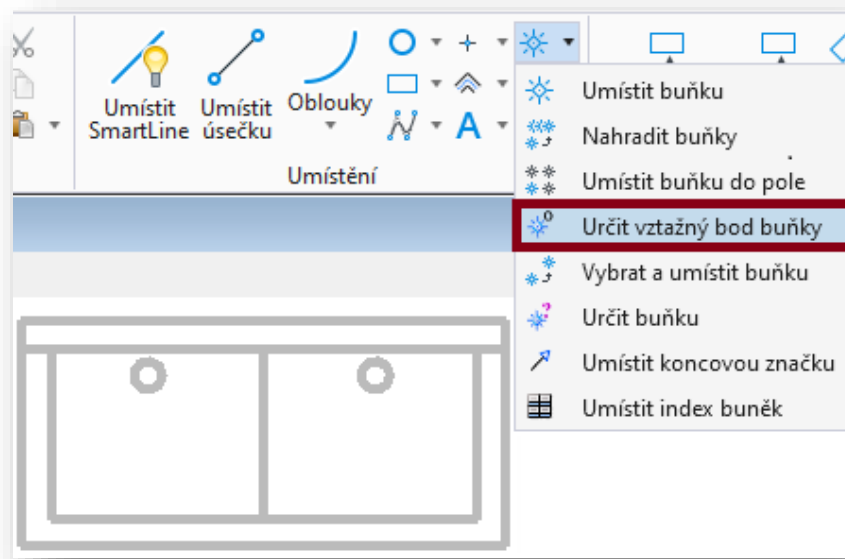 Umístit
SmartLine
Umístit
úsečku
Oblouky
A
Umístění
Umístit buňku
Nahradit buňky
Umístit buňku do pole
Určit vztažný bod buňky
Vybrat a umístit buňku
Určit buňku
Umístit koncovou značku
Umístit index buněk